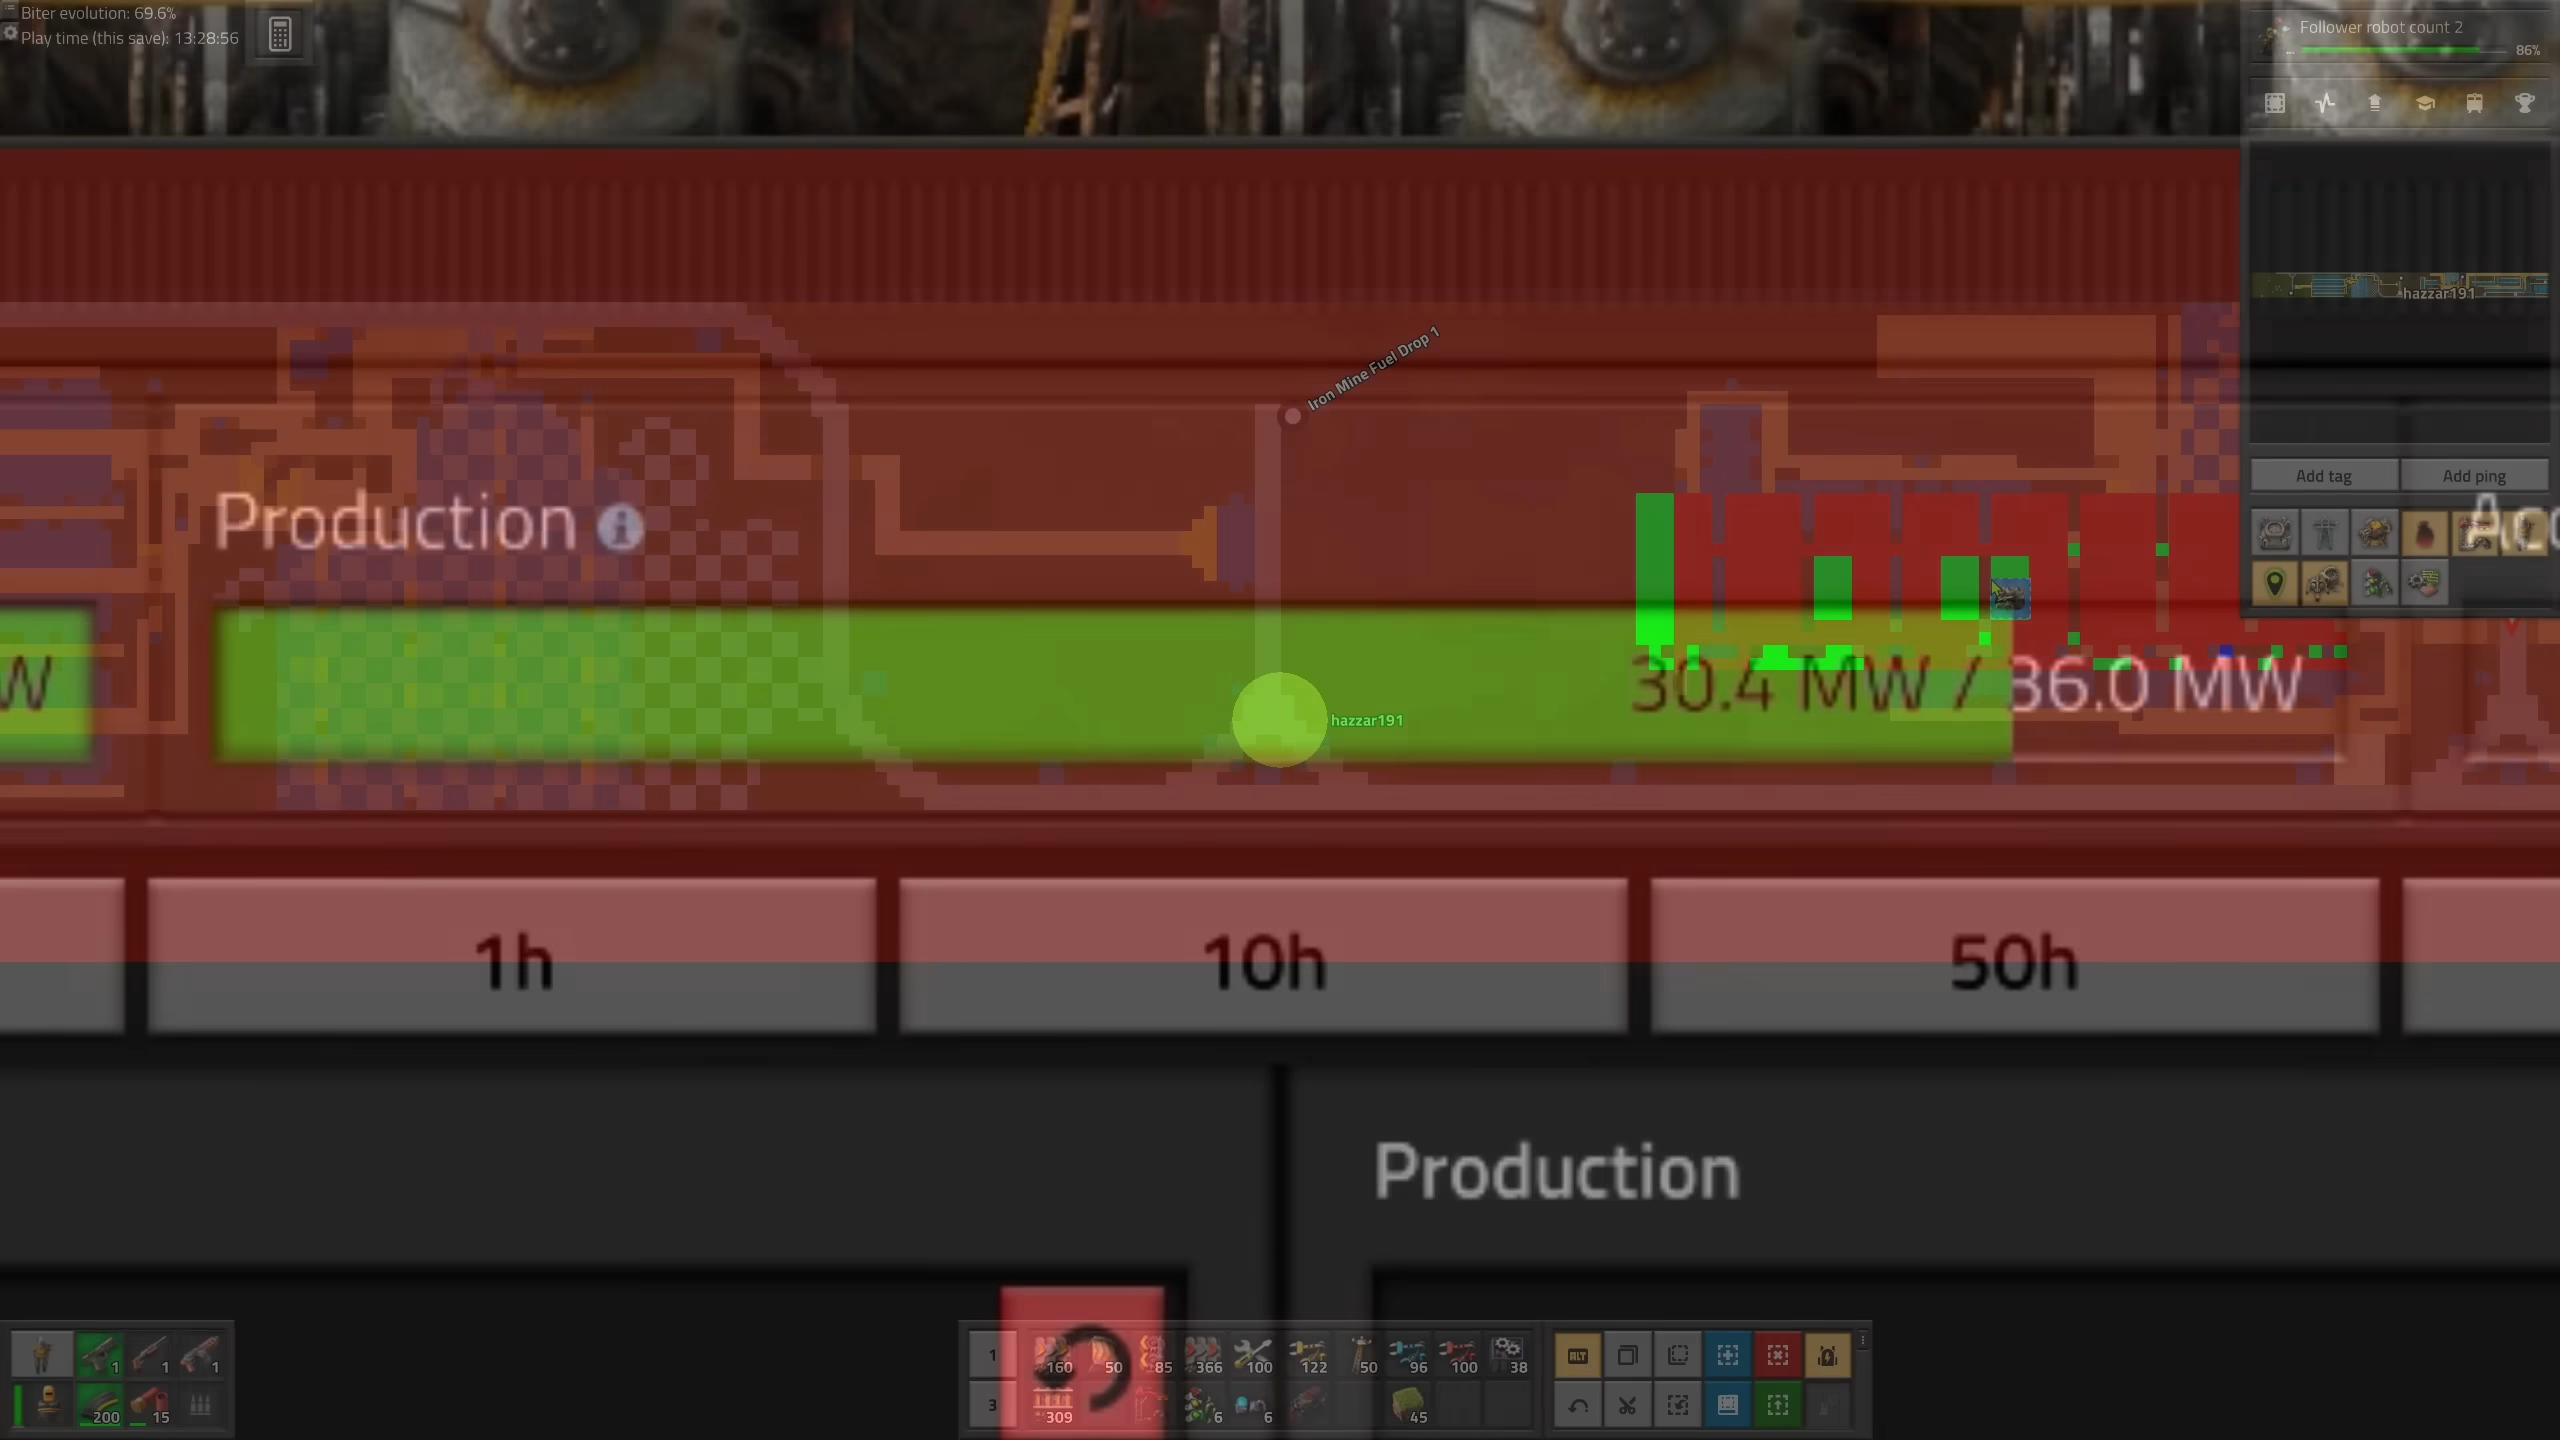 Biter evolution: 69.6%
Play time (this save): 13:28:56
Follower robot count 2
86%
hazzar191
Iron Mine Fuel Drop 1
Add tag
Add ping
Production
Acc
W
30.4 MW / 36.0 MW
hazzar191
1h
10h
50h
Production
1
1
1
200
15
1
160
50
85
366
100
122
50
96
100
38
ALT
3
309
6
6
45